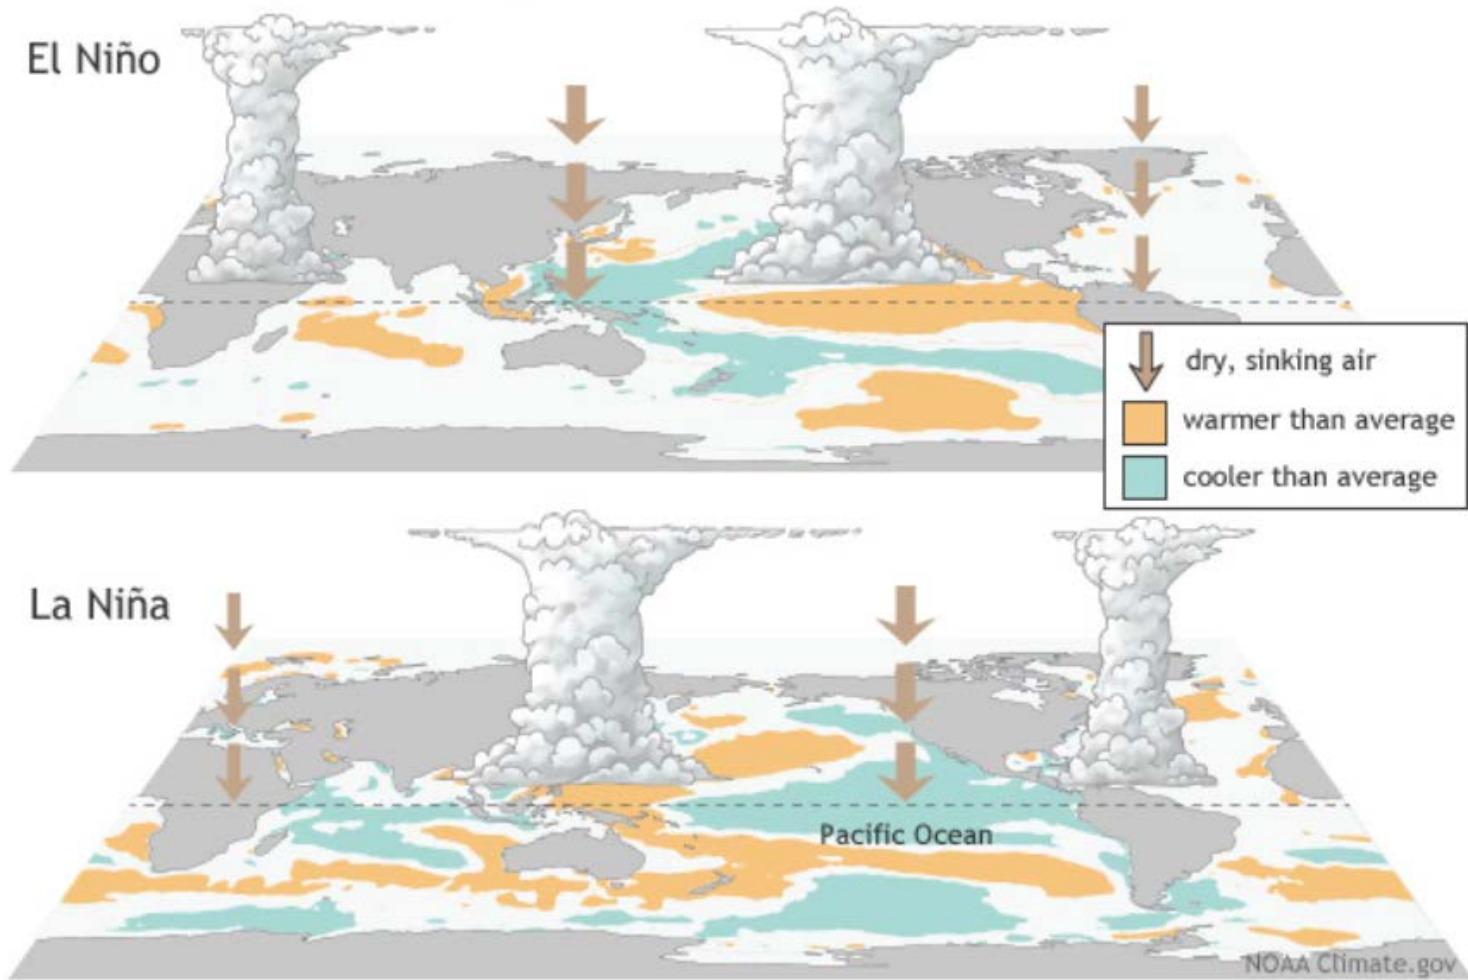 El Niño
dry, sinking air
warmer than average
cooler than average
La Niña
Pacific Ocean
NOAA Climate.gov